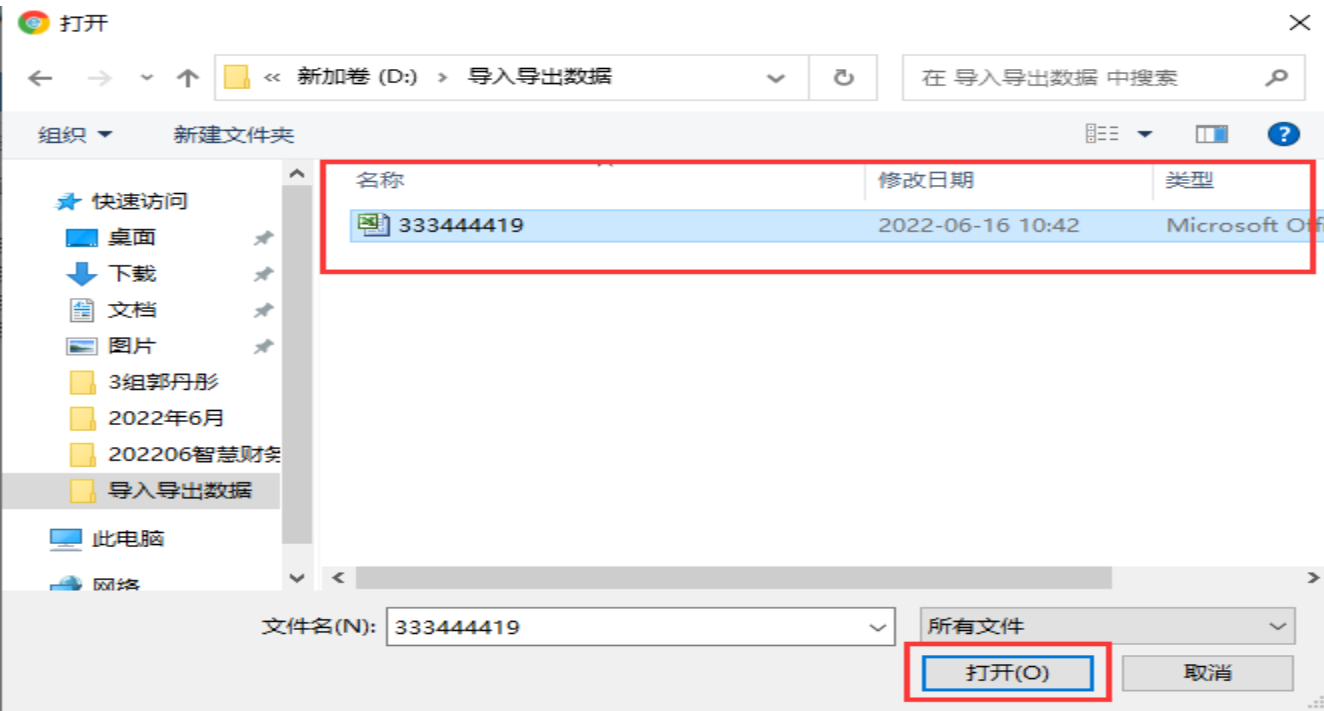 打开
« 新加卷 (D:) › 导入导出数据
在 导入导出数据 中搜索
组织
新建文件夹
快速访问
桌面
下载
文档
图片
3组郭丹彤
2022年6月
202206智慧财务
导入导出数据
此电脑
网络
名称 修改日期 类型
333444419 2022-06-16 10:42 Microsoft Offi
文件名(N): 333444419 所有文件
打开(O) 取消